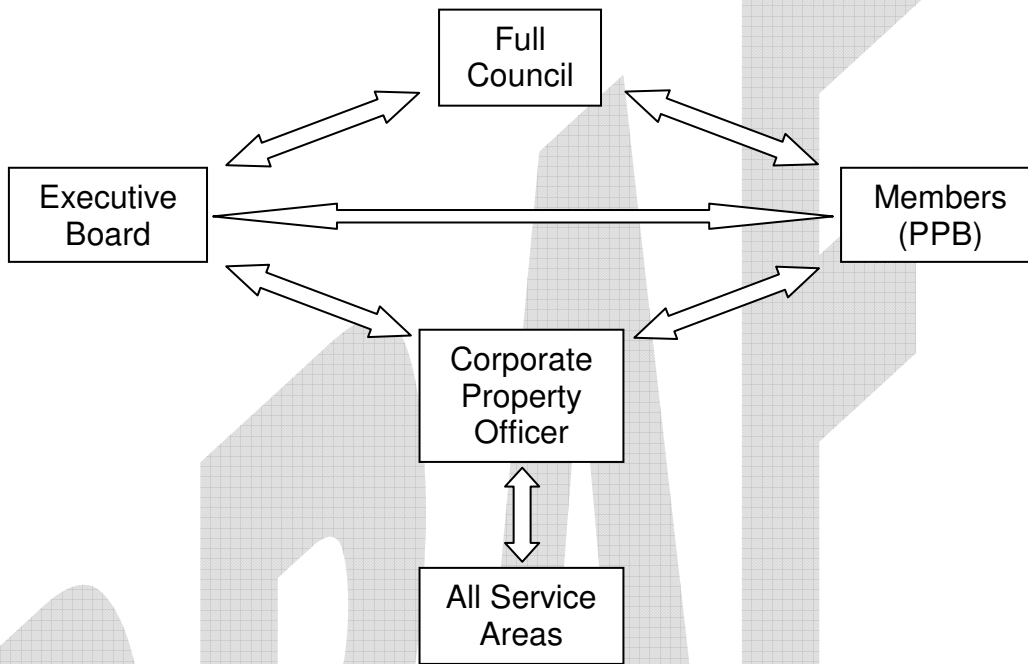 Full
Council
Executive
Board
Members
(PPB)
Corporate
Property
Officer
All Service
Areas